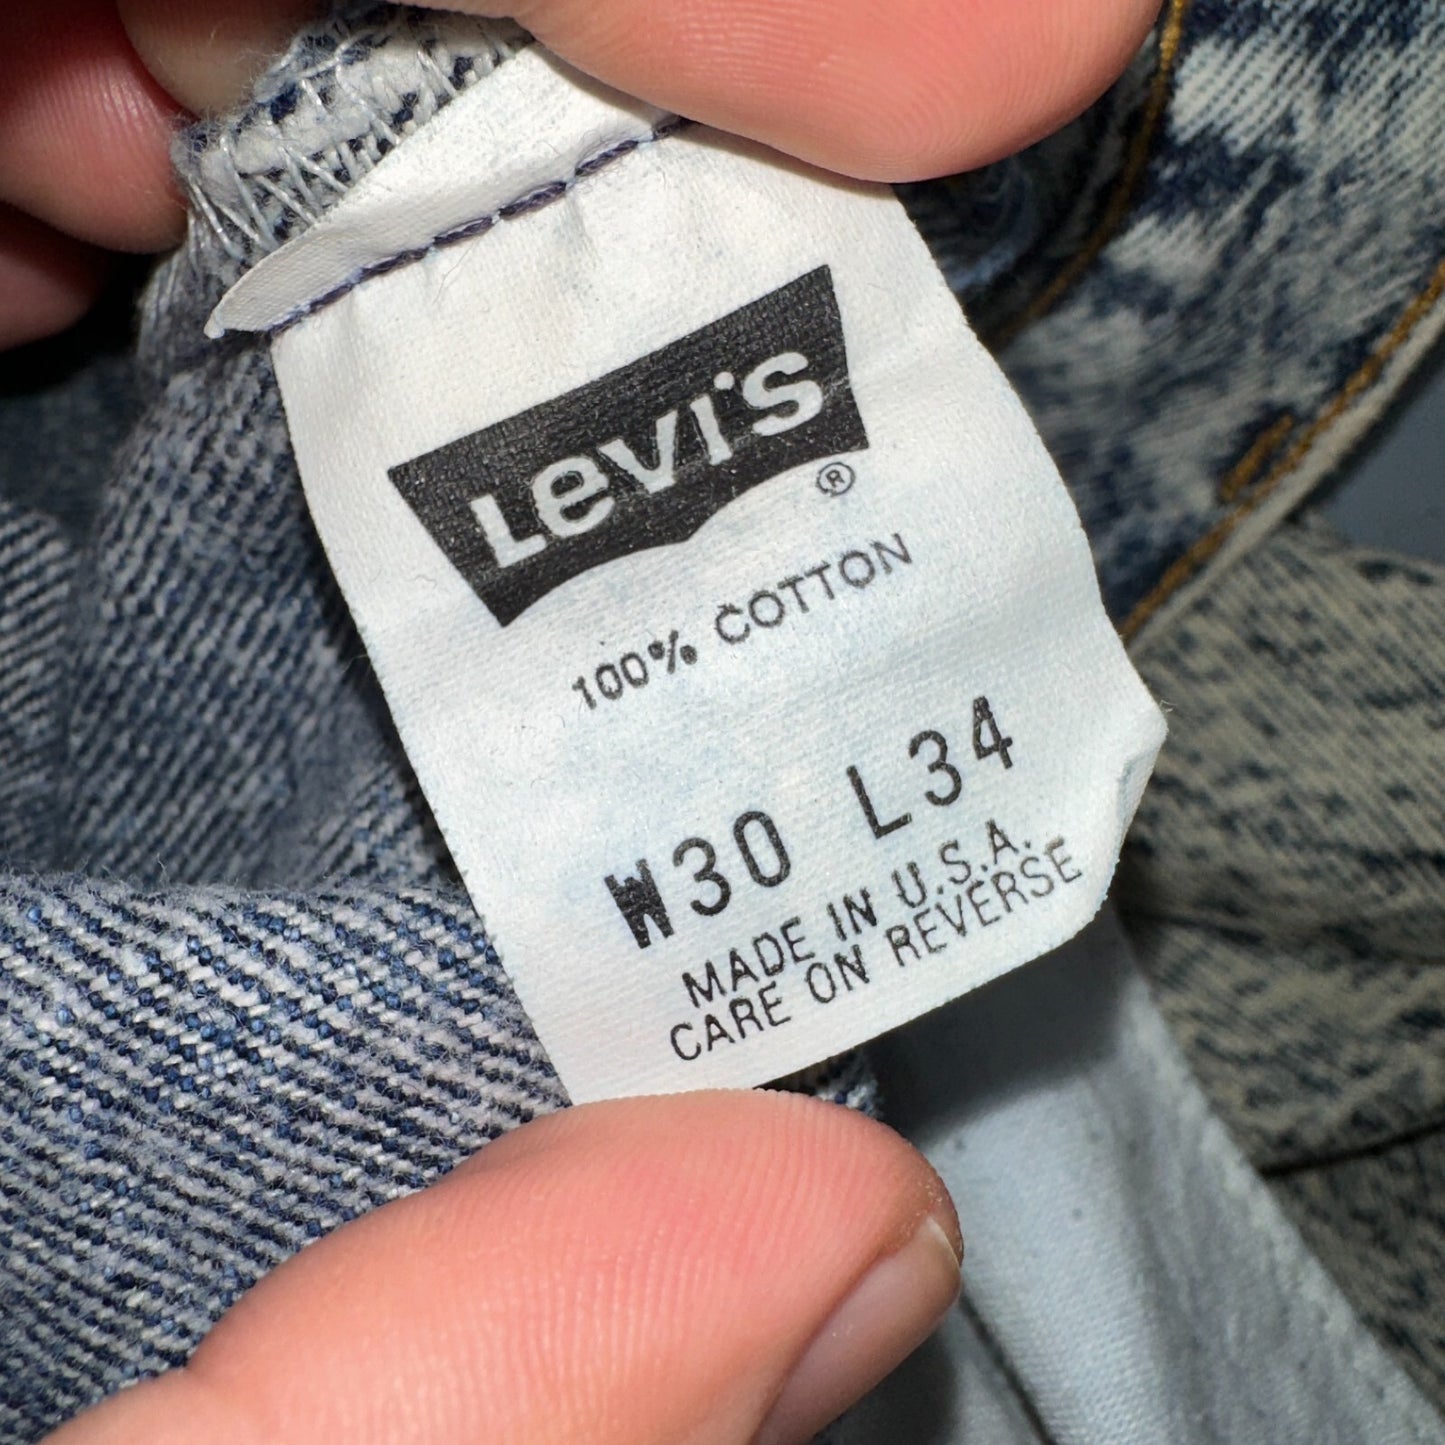 Levi's ®
100% COTTON
W30 L34
MADE IN U.S.A.
CARE ON REVERSE